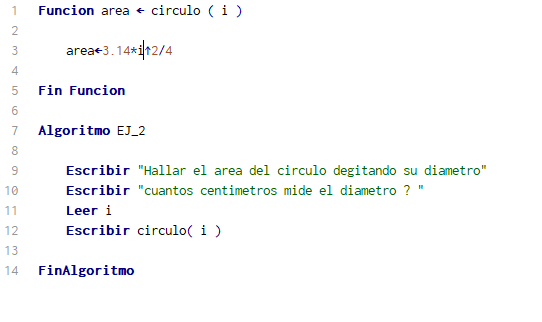 1 Funcion area ← circulo ( i )
2
3 area←3.14*i↑2/4
4
5 Fin Funcion
6
7 Algoritmo EJ_2
8
9 Escribir "Hallar el area del circulo degitando su diametro"
10 Escribir "cuantos centimetros mide el diametro ? "
11 Leer i
12 Escribir circulo( i )
13
14 FinAlgoritmo